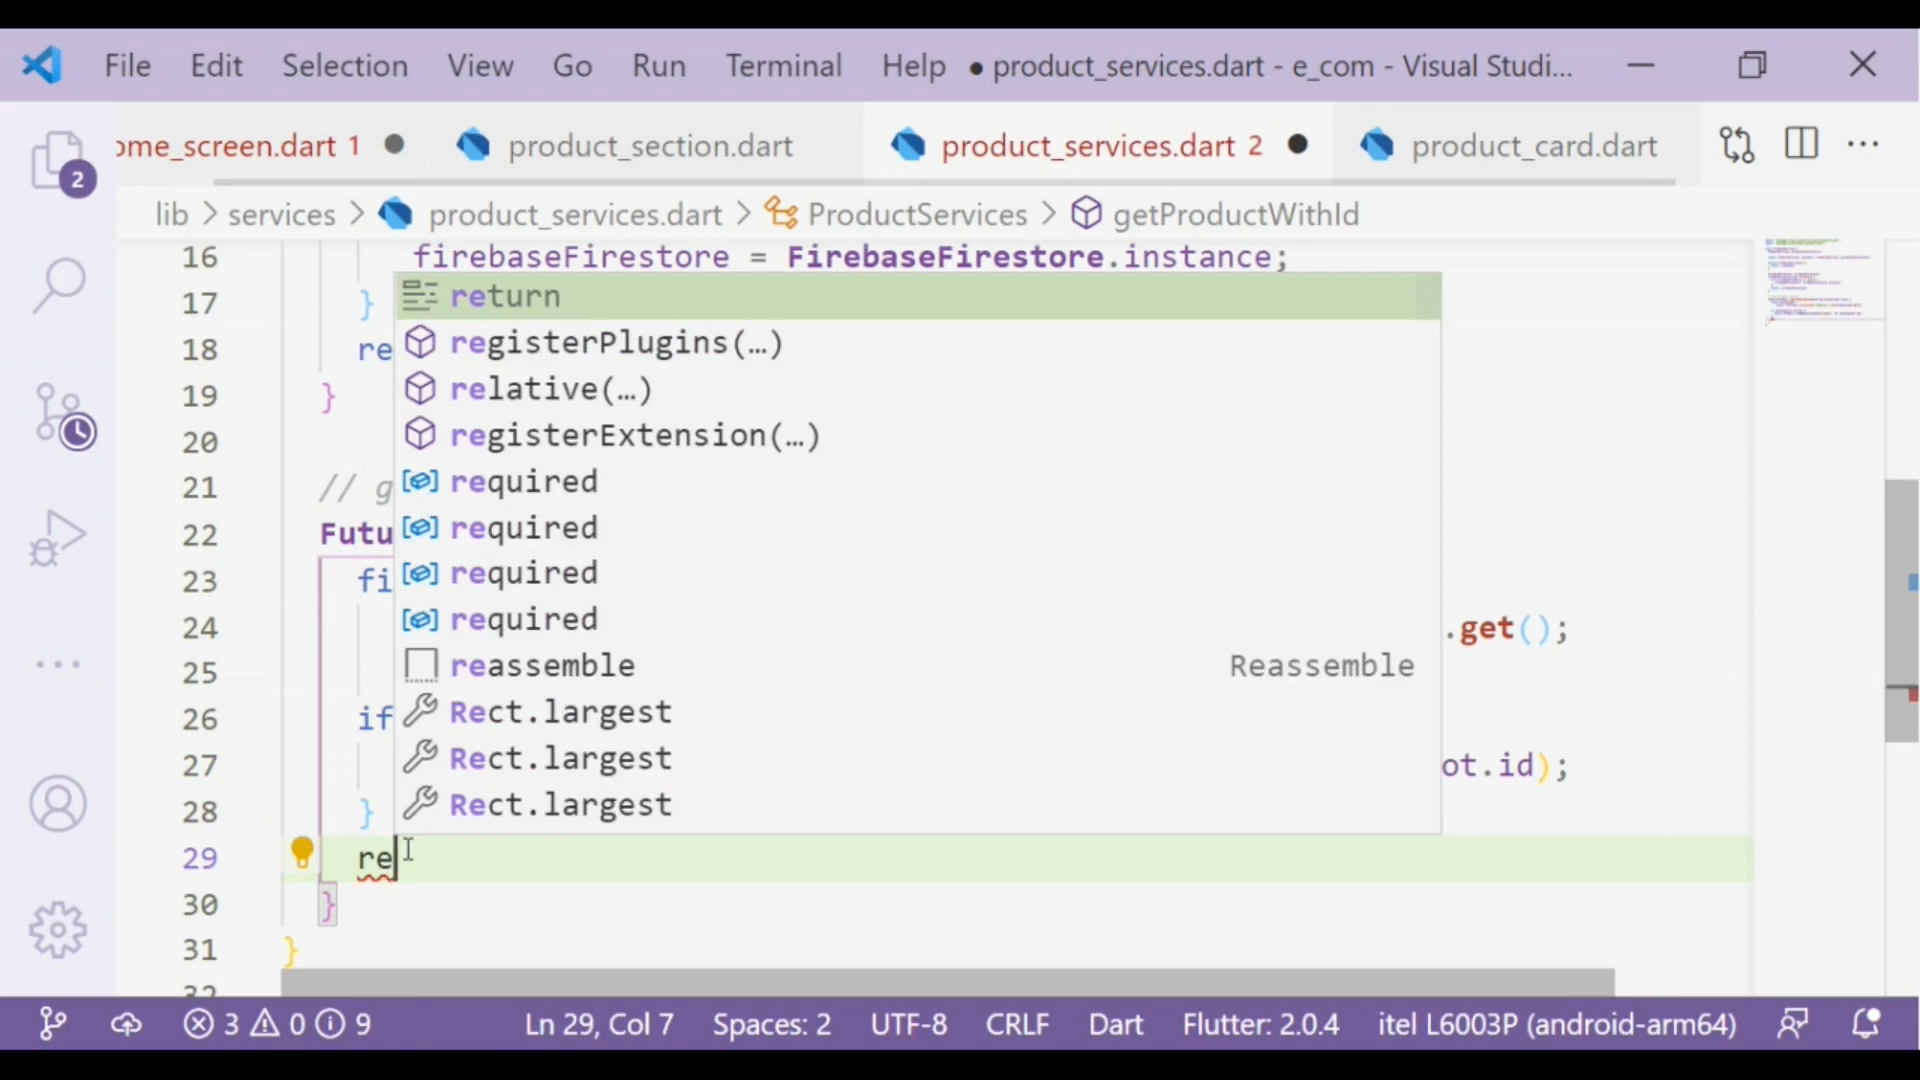 File Edit Selection View Go Run Terminal Help ● product_services.dart - e_com - Visual Studi...
ome_screen.dart 1 product_section.dart product_services.dart 2 product_card.dart
2
lib > services > product_services.dart > ProductServices > getProductWithId
16 firebaseFirestore = FirebaseFirestore.instance;
return
17 }
registerPlugins(…)
18 re
relative(…)
19 }
registerExtension(…)
20
required
21 // g
required
22 Futu
required
23 fi
required
24 .get();
reassemble Reassemble
25
Rect.largest
26 if
Rect.largest
27 ot.id);
Rect.largest
28 }
29 re
30 }
31 }
32
3 0 9 Ln 29, Col 7 Spaces: 2 UTF-8 CRLF Dart Flutter: 2.0.4 itel L6003P (android-arm64)